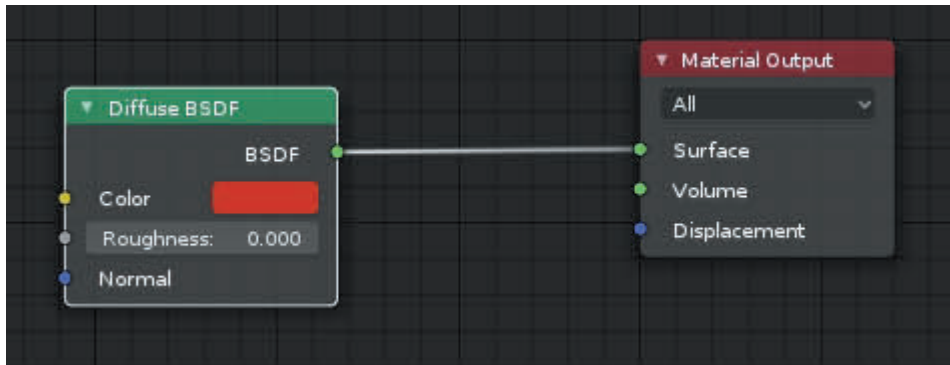 Diffuse BSDF
BSDF
Color
Roughness: 0.000
Normal
Material Output
All
Surface
Volume
Displacement